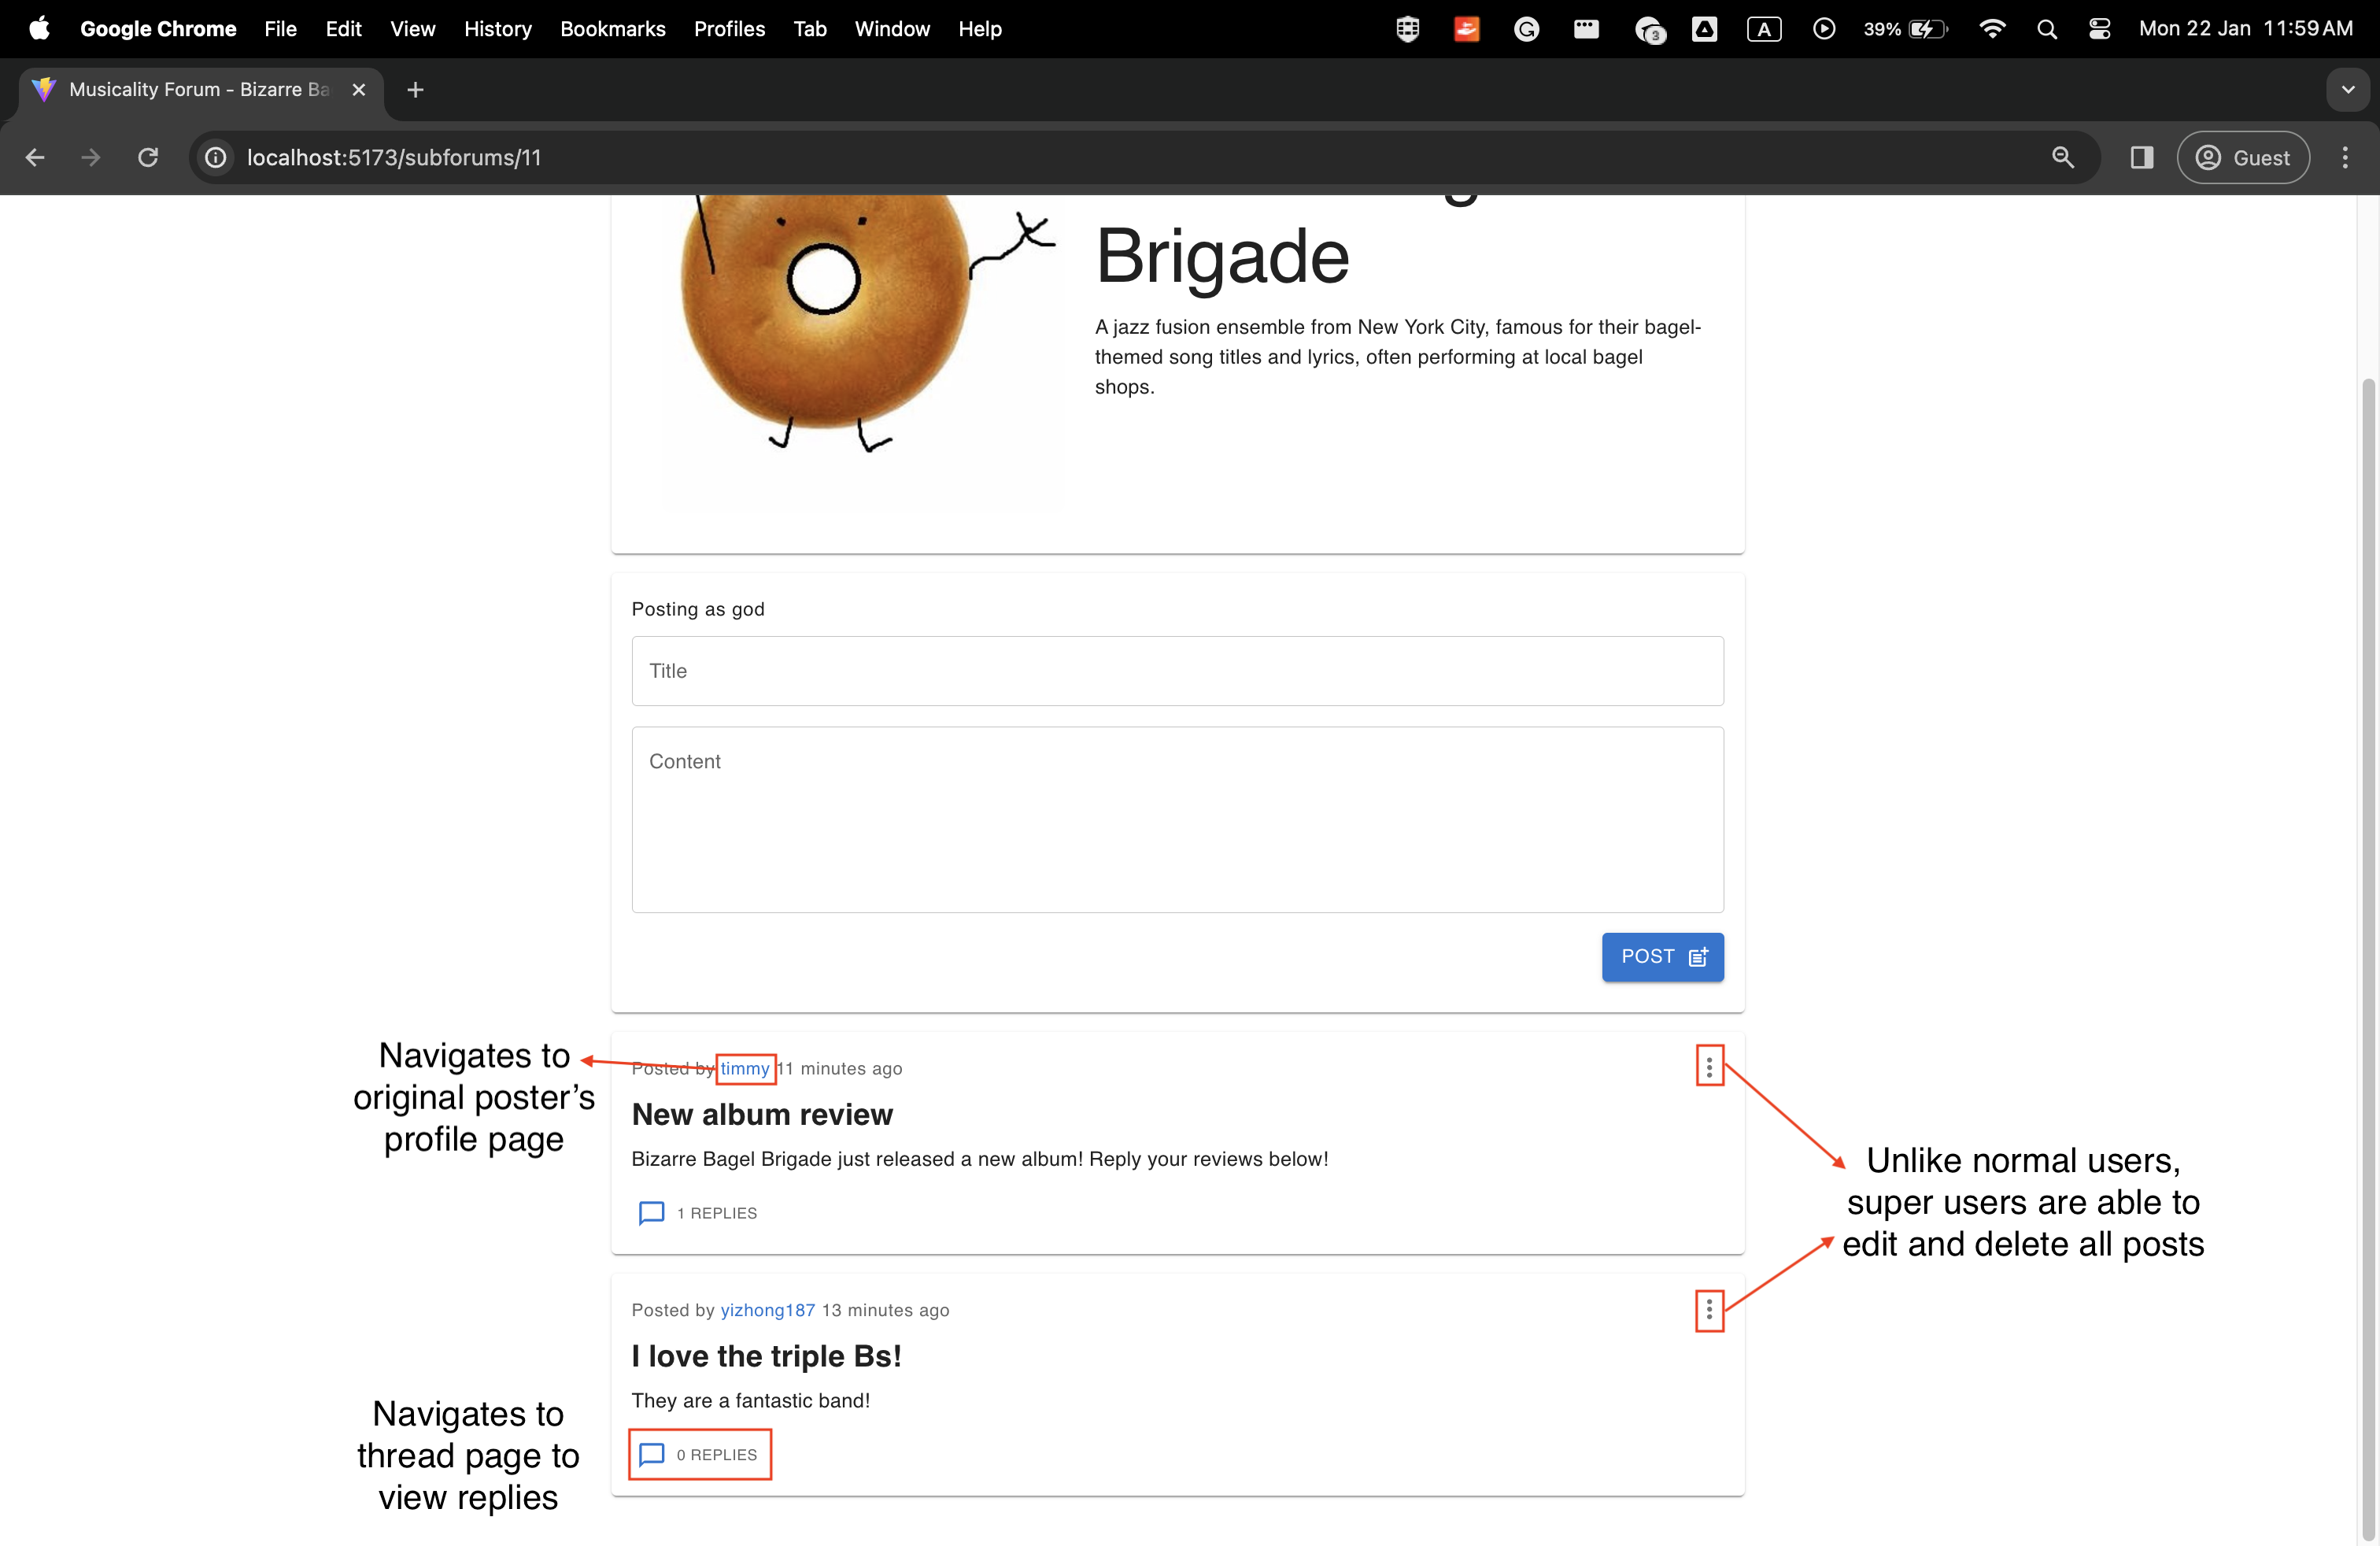 Google Chrome File Edit View History Bookmarks Profiles Tab Window Help 3 A 39% Mon 22 Jan 11:59 AM
Musicality Forum - Bizarre Ba
localhost:5173/subforums/11 Guest
Brigade
A jazz fusion ensemble from New York City, famous for their bagel-
themed song titles and lyrics, often performing at local bagel
shops.
Posting as god
Title
Content
POST
Navigates to
original poster’s
profile page
Posted by timmy 11 minutes ago
New album review
Bizarre Bagel Brigade just released a new album! Reply your reviews below!
1 REPLIES
Unlike normal users,
super users are able to
edit and delete all posts
Posted by yizhong187 13 minutes ago
I love the triple Bs!
They are a fantastic band!
0 REPLIES
Navigates to
thread page to
view replies